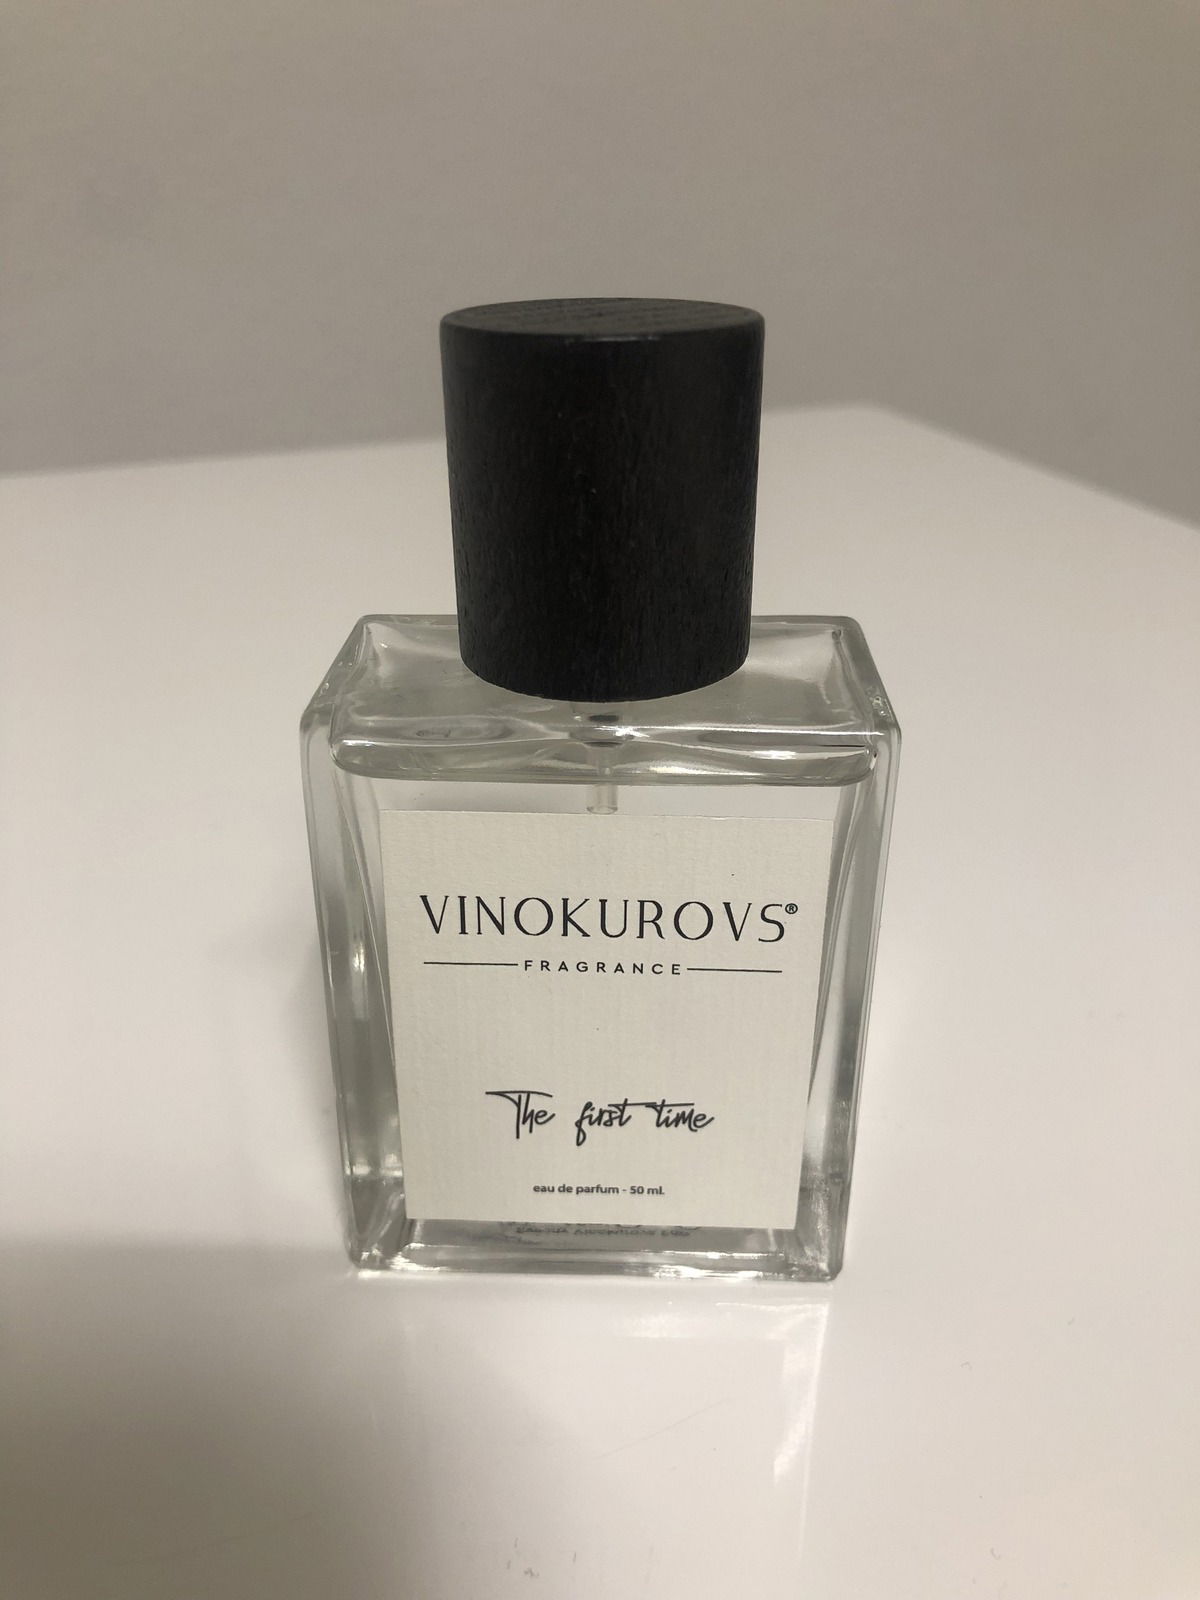 VINOKUROVS®
FRAGRANCE
The first time
eau de parfum - 50 ml.